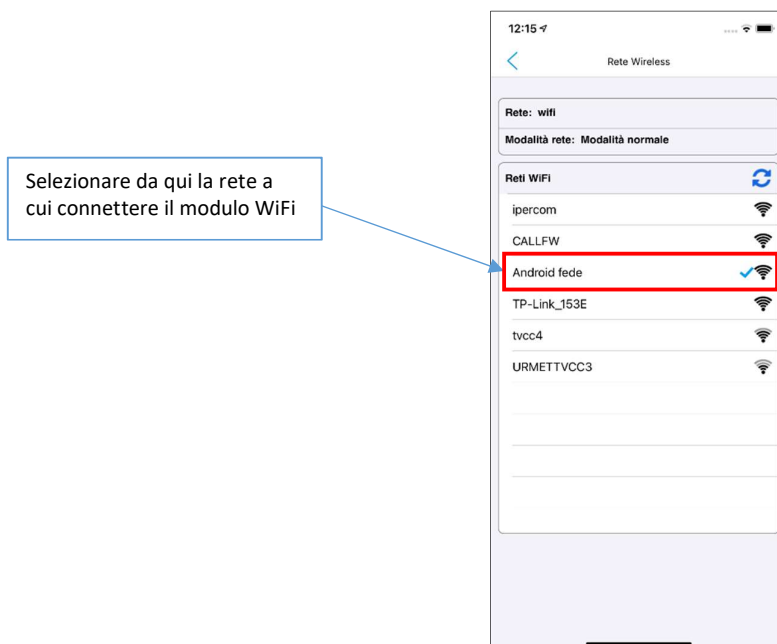 12:15
Rete Wireless
Rete: wifi
Modalità rete: Modalità normale
Selezionare da qui la rete a
cui connettere il modulo WiFi
Reti WiFi
ipercom
CALLFW
Android fede
TP-Link_153E
tvcc4
URMETTVCC3